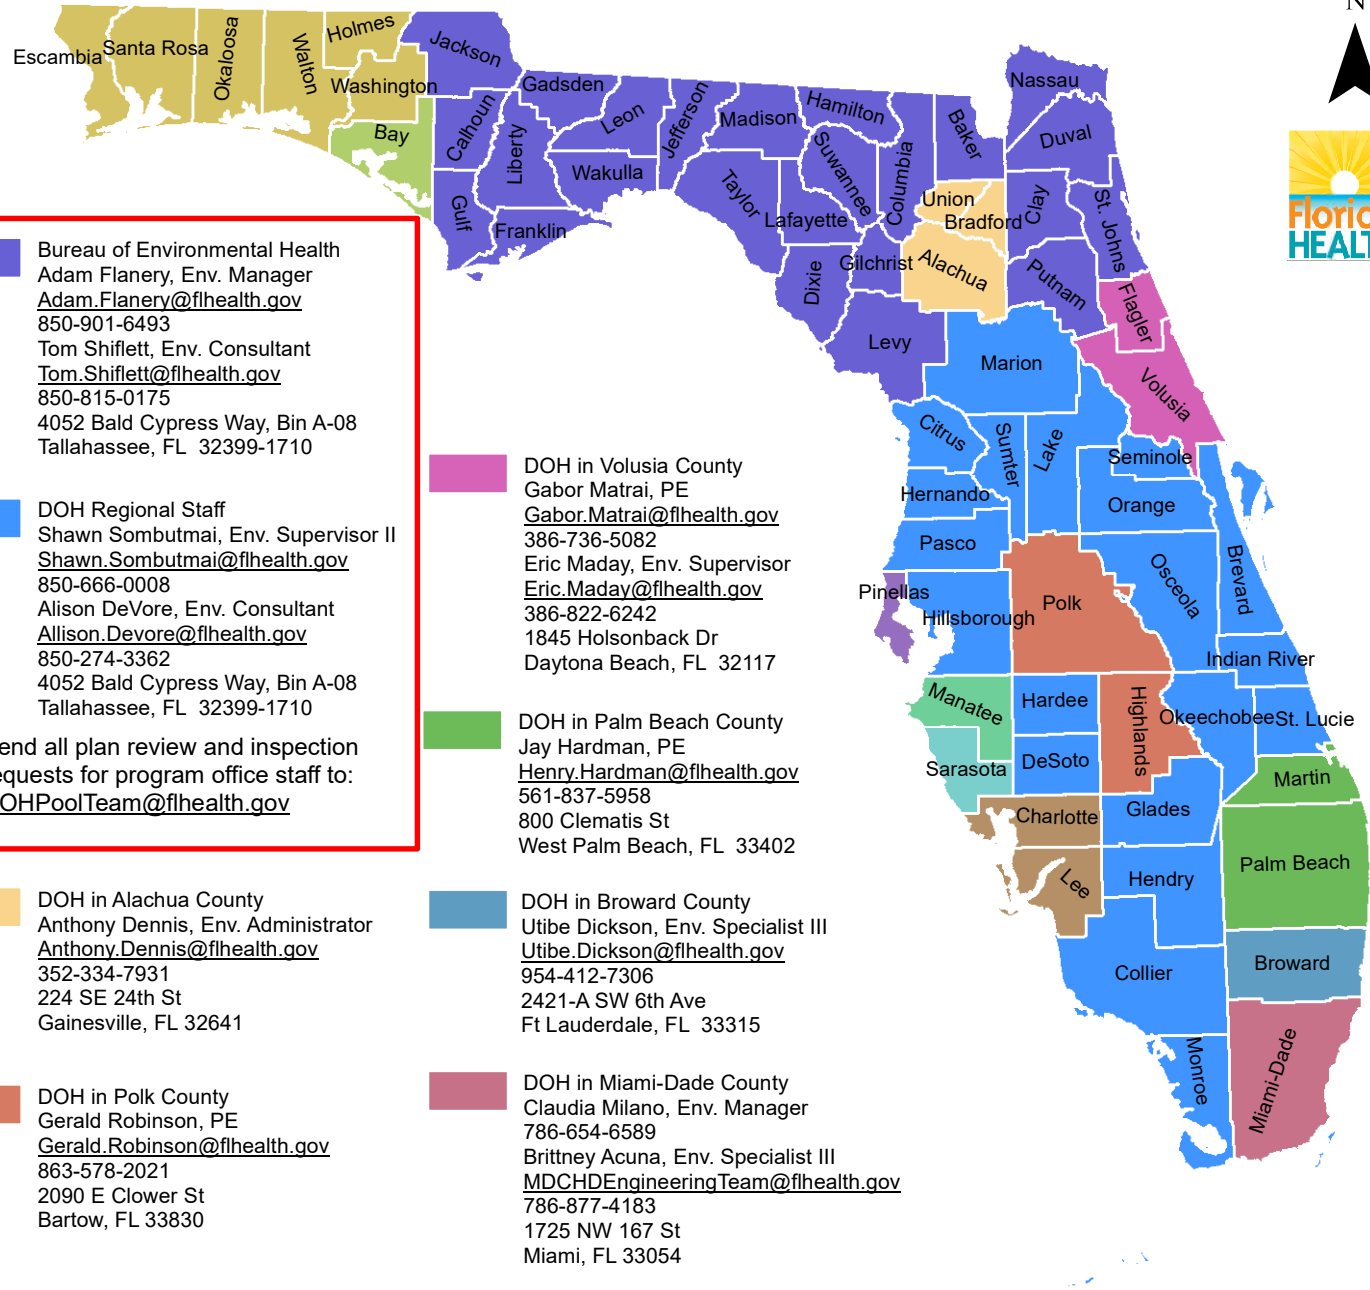 N
Escambia
Santa Rosa
Okaloosa
Walton
Holmes
Washington
Jackson
Bay
Calhoun
Gulf
Liberty
Gadsden
Franklin
Leon
Wakulla
Jefferson
Madison
Taylor
Hamilton
Suwannee
Lafayette
Dixie
Columbia
Gilchrist
Levy
Baker
Union
Bradford
Alachua
Nassau
Duval
Clay
St. Johns
Putnam
Flagler
Volusia
Marion
Citrus
Sumter
Lake
Hernando
Pasco
Seminole
Orange
Pinellas
Hillsborough
Polk
Osceola
Brevard
Indian River
Manatee
Hardee
Highlands
Okeechobee
St. Lucie
Sarasota
DeSoto
Martin
Charlotte
Glades
Lee
Hendry
Palm Beach
Collier
Broward
Monroe
Miami-Dade
HEALT
Bureau of Environmental Health
Adam Flanery, Env. Manager
Adam.Flanery@flhealth.gov
850-901-6493
Tom Shiflett, Env. Consultant
Tom.Shiflett@flhealth.gov
850-815-0175
4052 Bald Cypress Way, Bin A-08
Tallahassee, FL  32399-1710
DOH Regional Staff
Shawn Sombutmai, Env. Supervisor II
Shawn.Sombutmai@flhealth.gov
850-666-0008
Alison DeVore, Env. Consultant
Allison.Devore@flhealth.gov
850-274-3362
4052 Bald Cypress Way, Bin A-08
Tallahassee, FL  32399-1710
end all plan review and inspection
equests for program office staff to:
OHPoolTeam@flhealth.gov
DOH in Alachua County
Anthony Dennis, Env. Administrator
Anthony.Dennis@flhealth.gov
352-334-7931
224 SE 24th St
Gainesville, FL 32641
DOH in Polk County
Gerald Robinson, PE
Gerald.Robinson@flhealth.gov
863-578-2021
2090 E Clower St
Bartow, FL 33830
DOH in Volusia County
Gabor Matrai, PE
Gabor.Matrai@flhealth.gov
386-736-5082
Eric Maday, Env. Supervisor
Eric.Maday@flhealth.gov
386-822-6242
1845 Holsonback Dr
Daytona Beach, FL  32117
DOH in Palm Beach County
Jay Hardman, PE
Henry.Hardman@flhealth.gov
561-837-5958
800 Clematis St
West Palm Beach, FL  33402
DOH in Broward County
Utibe Dickson, Env. Specialist III
Utibe.Dickson@flhealth.gov
954-412-7306
2421-A SW 6th Ave
Ft Lauderdale, FL  33315
DOH in Miami-Dade County
Claudia Milano, Env. Manager
786-654-6589
Brittney Acuna, Env. Specialist III
MDCHDEngineeringTeam@flhealth.gov
786-877-4183
1725 NW 167 St
Miami, FL 33054